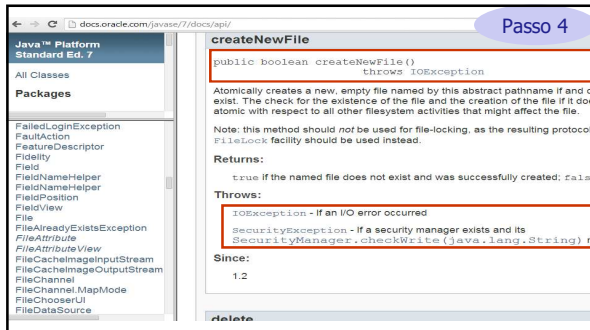 docs.oracle.com/javase/7/docs/api/
Passo 4
Java™ Platform
Standard Ed. 7
All Classes
Packages
FailedLoginException
FaultAction
FeatureDescriptor
Fidelity
Field
FieldNameHelper
FieldNameHelper
FieldPosition
FieldView
File
FileAlreadyExistsException
FileAttribute
FileAttributeView
FileCacheImageInputStream
FileCacheImageOutputStream
FileChannel
FileChannel.MapMode
FileChooserUI
FileDataSource
createNewFile
public boolean createNewFile()
throws IOException
Atomically creates a new, empty file named by this abstract pathname if and
exist. The check for the existence of the file and the creation of the file if it
atomic with respect to all other filesystem activities that might affect the file.
Note: this method should not be used for file-locking, as the resulting
FileLock facility should be used instead.
Returns:
true if the named file does not exist and was successfully created;
Throws:
IOException - If an I/O error occurred
SecurityException - If a security manager exists and its
SecurityManager.checkWrite(java.lang.String)
Since:
1.2
delete